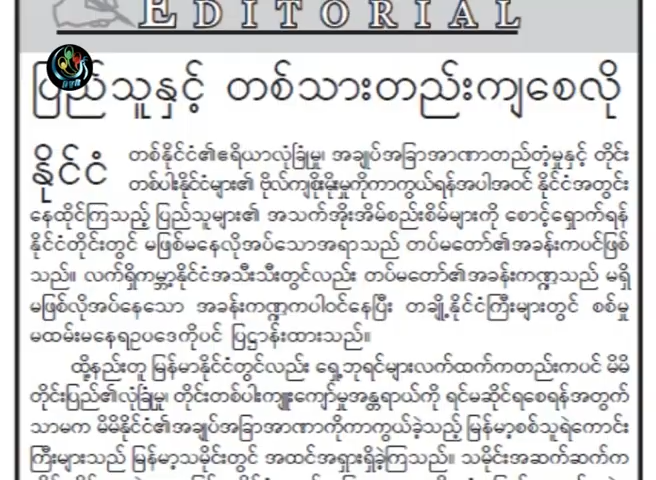 EDITORIAL
ပြည်သူနှင့် တစ်သားတည်းကျစေလို
နိုင်ငံ တစ်နိုင်ငံ၏ဧရိယာလုံခြုံမှု၊ အချုပ်အခြာအာဏာတည်တံ့မှုနှင့် တိုင်း
တစ်ပါးနိုင်ငံများ၏ ဗိုလ်ကျစိုးမိုးမှုကိုကာကွယ်ရန်အပါအဝင် နိုင်ငံအတွင်း
နေထိုင်ကြသည့် ပြည်သူများ၏ အသက်အိုးအိမ်စည်းစိမ်များကို စောင့်ရှောက်ရန်
နိုင်ငံတိုင်းတွင် မဖြစ်မနေလိုအပ်သောအရာသည် တပ်မတော်၏အခန်းကပင်ဖြစ်
သည်။ လက်ရှိကမ္ဘာ့နိုင်ငံအသီးသီးတွင်လည်း တပ်မတော်၏အခန်းကဏ္ဍသည် မရှိ
မဖြစ်လိုအပ်နေသော အခန်းကဏ္ဍကပါဝင်နေပြီး တချို့နိုင်ငံကြီးများတွင် စစ်မှု
မထမ်းမနေရဥပဒေကိုပင် ပြဋ္ဌာန်းထားသည်။
ထို့နည်းတူ မြန်မာနိုင်ငံတွင်လည်း ရှေ့ဘုရင်များလက်ထက်ကတည်းကပင် မိမိ
တိုင်းပြည်၏လုံခြုံမှု၊ တိုင်းတစ်ပါးကျူးကျော်မှုအန္တရာယ်ကို ရင်မဆိုင်ရစေရန်အတွက်
သာမက မိမိနိုင်ငံ၏အချုပ်အခြာအာဏာကိုကာကွယ်ခဲ့သည့် မြန်မာ့စစ်သူရဲကောင်း
ကြီးများသည် မြန်မာ့သမိုင်းတွင် အထင်အရှားရှိခဲ့ကြသည်။ သမိုင်းအဆက်ဆက်က